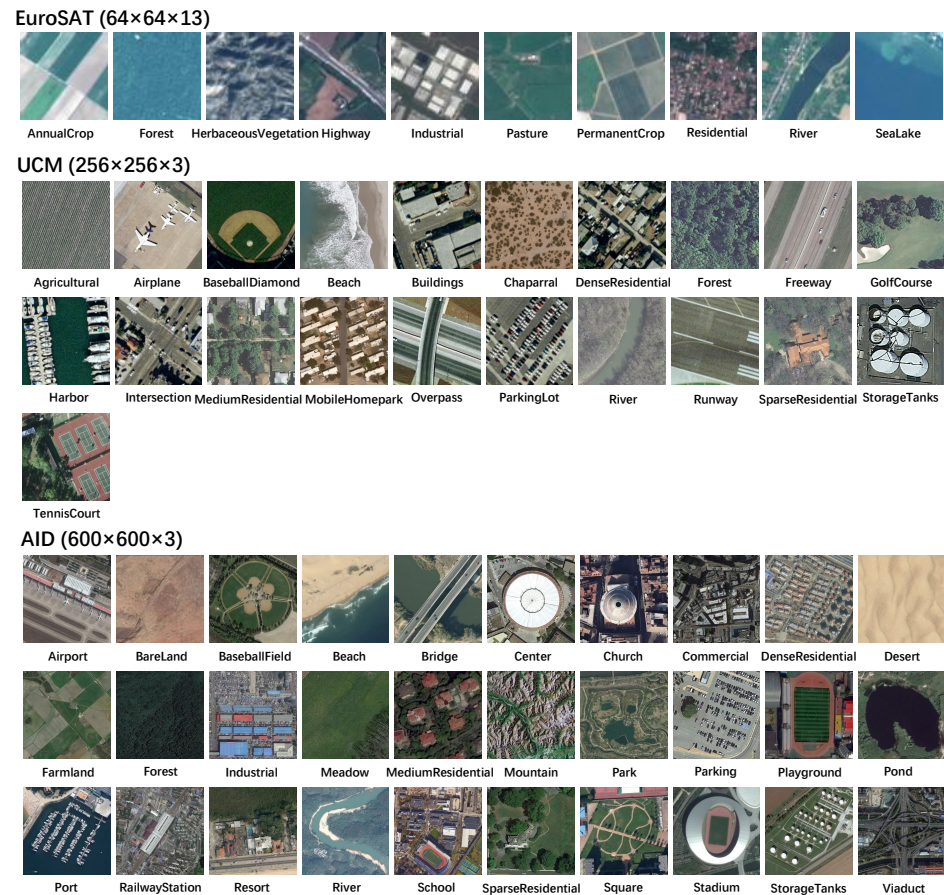 EuroSAT (64×64×13)
AnnualCrop Forest HerbaceousVegetation Highway Industrial Pasture PermanentCrop Residential River SeaLake
UCM (256×256×3)
Agricultural Airplane BaseballDiamond Beach Buildings Chaparral DenseResidential Forest Freeway GolfCourse
Harbor Intersection MediumResidential MobileHomepark Overpass ParkingLot River Runway SparseResidential StorageTanks
TennisCourt
AID (600×600×3)
Airport BareLand BaseballField Beach Bridge Center Church Commercial DenseResidential Desert
Farmland Forest Industrial Meadow MediumResidential Mountain Park Parking Playground Pond
Port RailwayStation Resort River School SparseResidential Square Stadium StorageTanks Viaduct